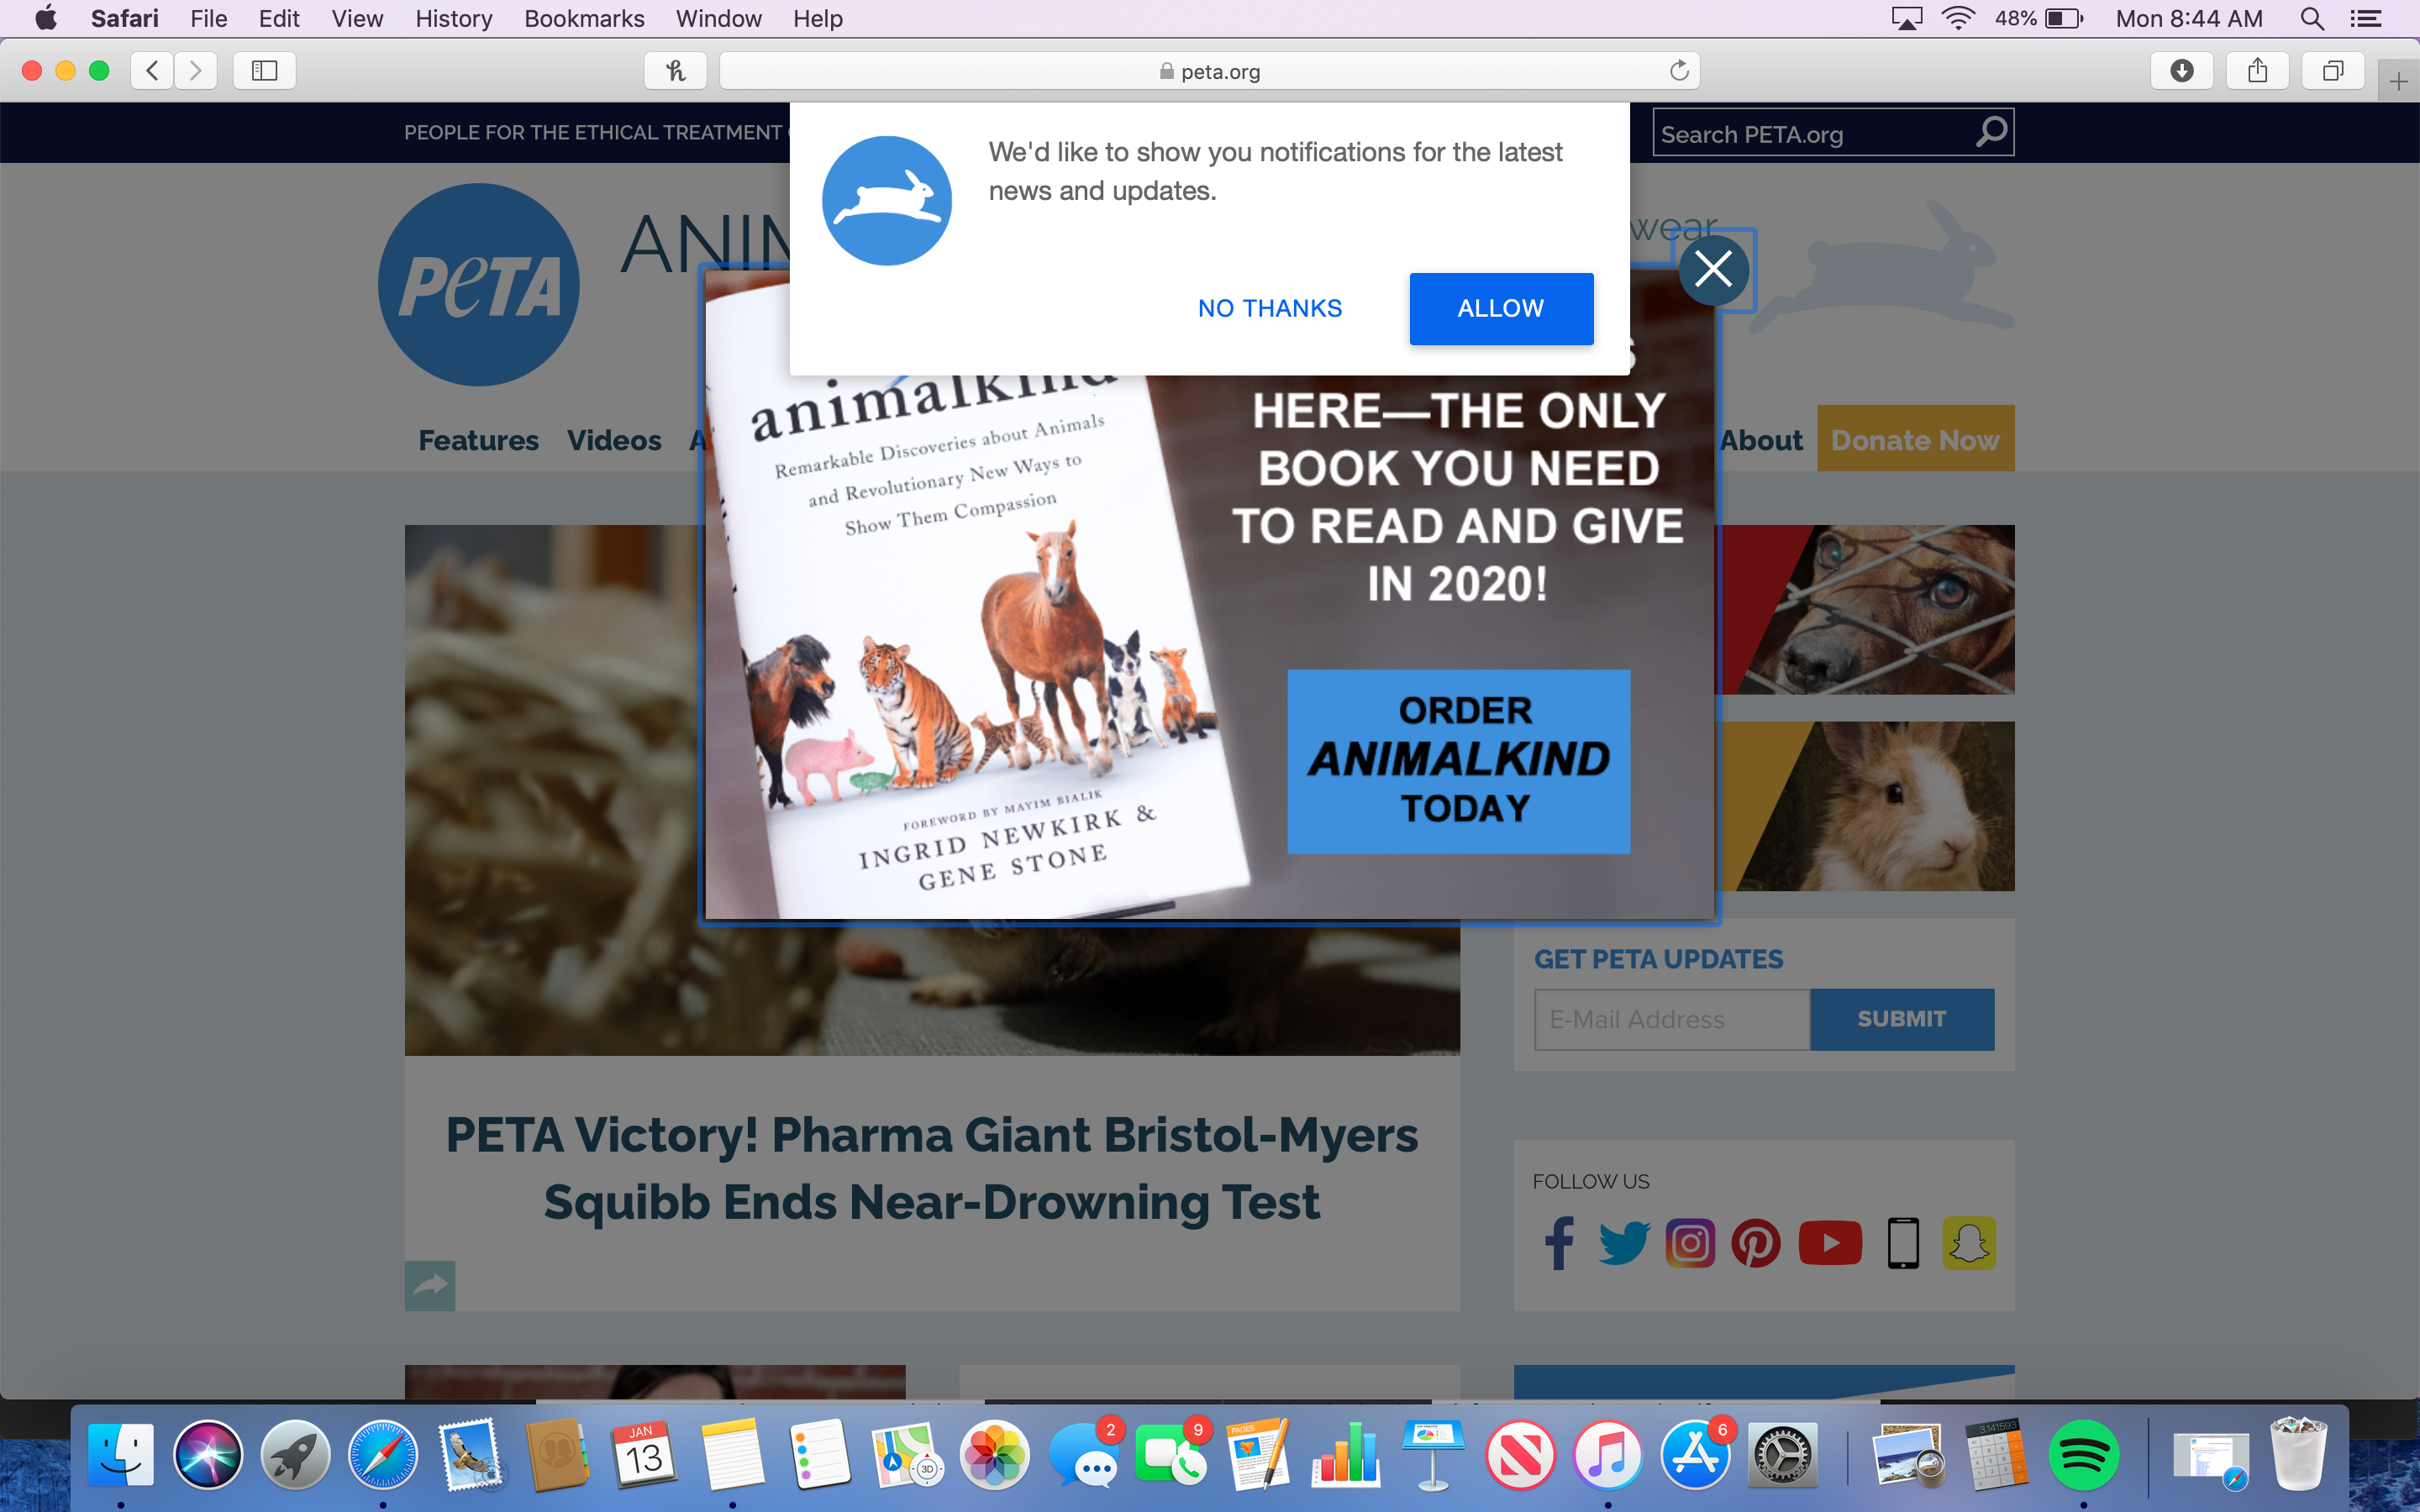 Safari File Edit View History Bookmarks Window Help
48% Mon 8:44 AM
peta.org
PEOPLE FOR THE ETHICAL TREATMENT
Search PETA.org
We'd like to show you notifications for the latest
news and updates.
NO THANKS
ALLOW
PeTA
wear
Features Videos
About
Donate Now
animalkind
Remarkable Discoveries about Animals
and Revolutionary New Ways to
Show Them Compassion
FOREWORD BY MAYIM BIALIK
INGRID NEWKIRK &
GENE STONE
HERE—THE ONLY
BOOK YOU NEED
TO READ AND GIVE
IN 2020!
ORDER
ANIMALKIND
TODAY
GET PETA UPDATES
E-Mail Address
SUBMIT
PETA Victory! Pharma Giant Bristol-Myers
Squibb Ends Near-Drowning Test
FOLLOW US
JAN
13
3D
2
9
PAGES
6
3.141593